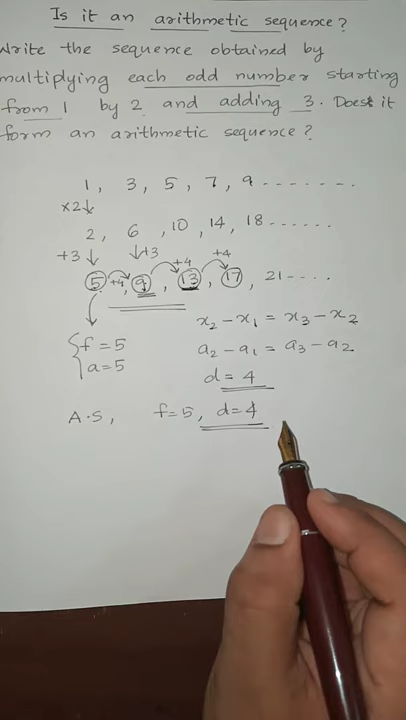 Is it an arithmetic sequence?
Write the sequence obtained by
multiplying each odd number starting
from 1 by 2 and adding 3. Does it
form an arithmetic sequence?
1, 3, 5, 7, 9 .......
×2↓
2, 6, 10, 14, 18 ......
+3 ↓ ↓+3 +4 +4
5 +4, 9, 13, 17, 21 ....
x₂-x₁ = x₃-x₂
f=5 a₂-a₁ = a₃-a₂
a=5 d = 4
A.S, f=5, d=4